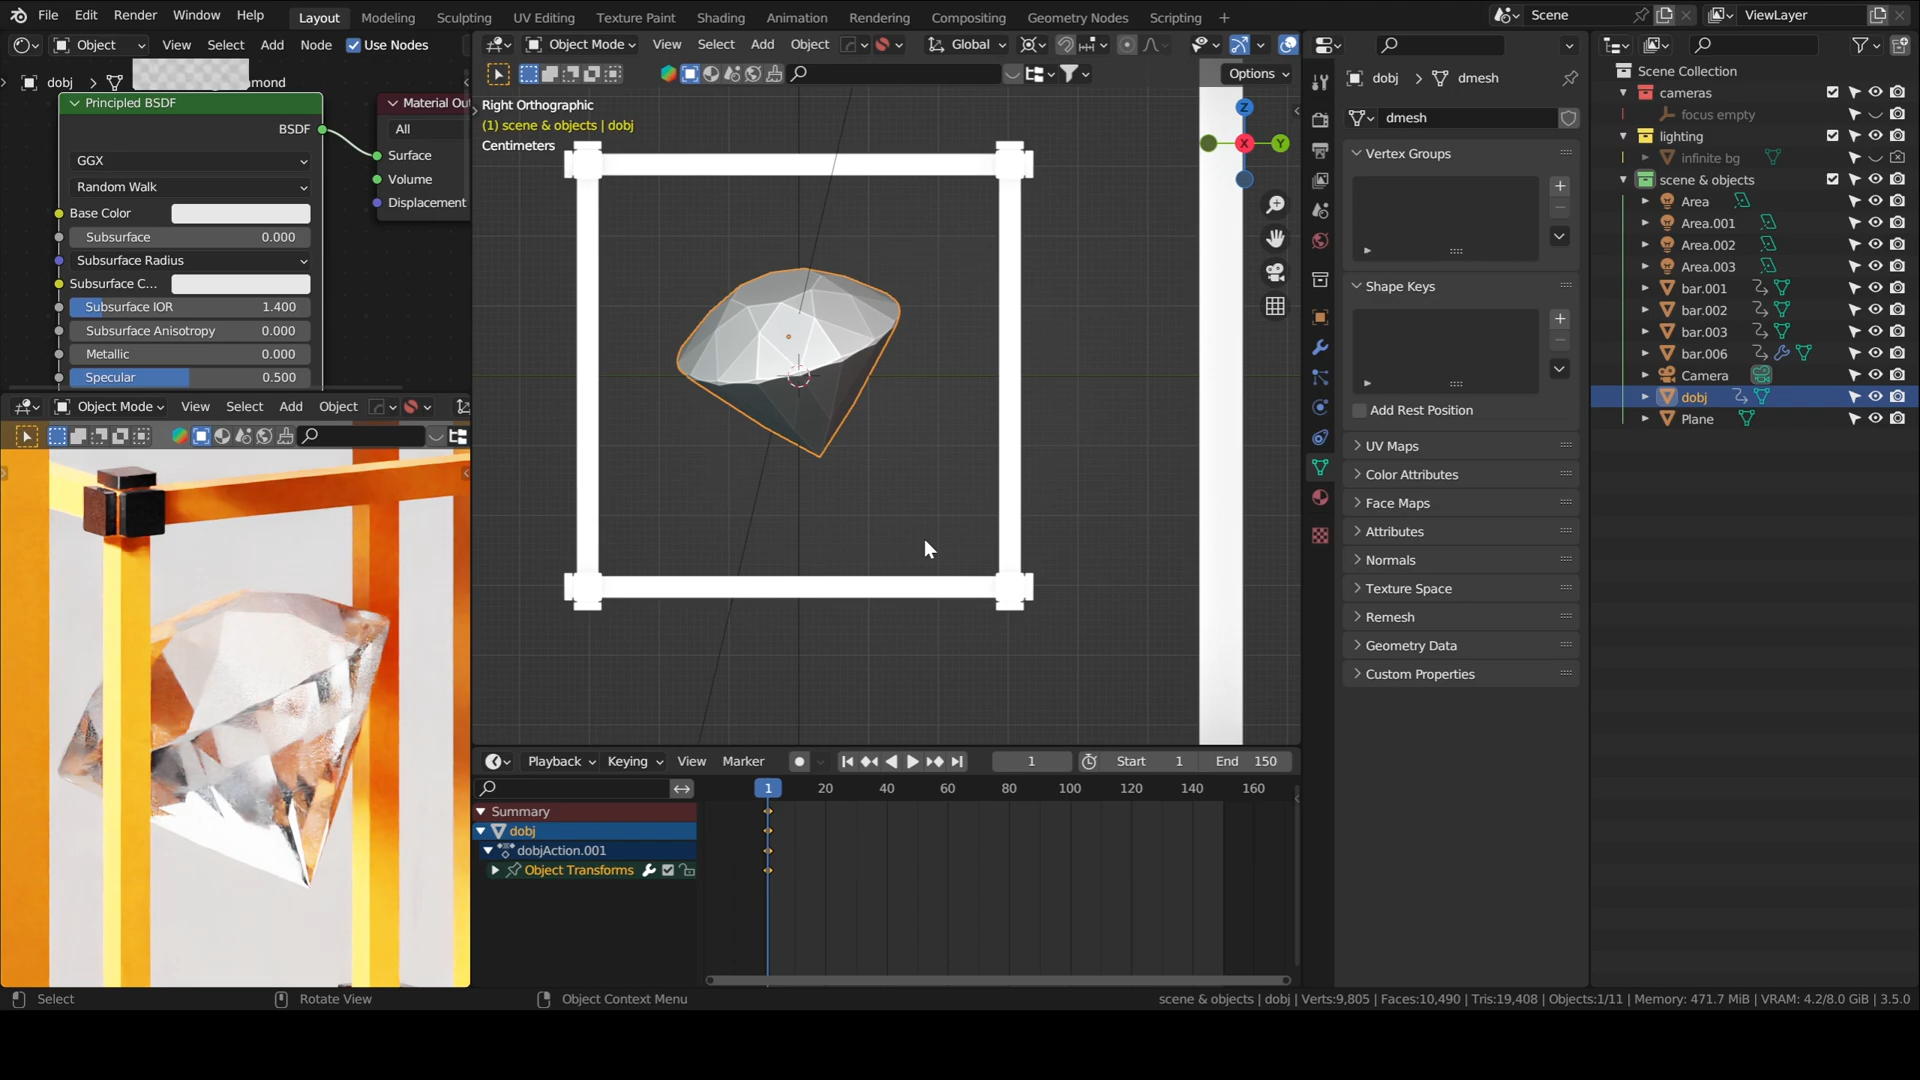 File Edit Render Window Help Layout Modeling Sculpting UV Editing Texture Paint Shading Animation Rendering Compositing Geometry Nodes Scripting + Scene ViewLayer
Object View Select Add Node Use Nodes
dobj > amond
Principled BSDF
BSDF
GGX
Random Walk
Base Color
Subsurface 0.000
Subsurface Radius
Subsurface C...
Subsurface IOR 1.400
Subsurface Anisotropy 0.000
Metallic 0.000
Specular 0.500
Material Ou
All
Surface
Volume
Displacement
Object Mode View Select Add Object
Object Mode View Select Add Object Global
Options
Right Orthographic
(1) scene & objects | dobj
Centimeters
Z
X
Y
Playback Keying View Marker 1 Start 1 End 150
1 20 40 60 80 100 120 140 160
Summary
dobj
dobjAction.001
Object Transforms
dobj > dmesh
dmesh
Vertex Groups
Shape Keys
Add Rest Position
UV Maps
Color Attributes
Face Maps
Attributes
Normals
Texture Space
Remesh
Geometry Data
Custom Properties
Scene Collection
cameras
focus empty
lighting
infinite bg
scene & objects
Area
Area.001
Area.002
Area.003
bar.001
bar.002
bar.003
bar.006
Camera
dobj
Plane
Select Rotate View Object Context Menu scene & objects | dobj | Verts:9,805 | Faces:10,490 | Tris:19,408 | Objects:1/11 | Memory: 471.7 MiB | VRAM: 4.2/8.0 GiB | 3.5.0